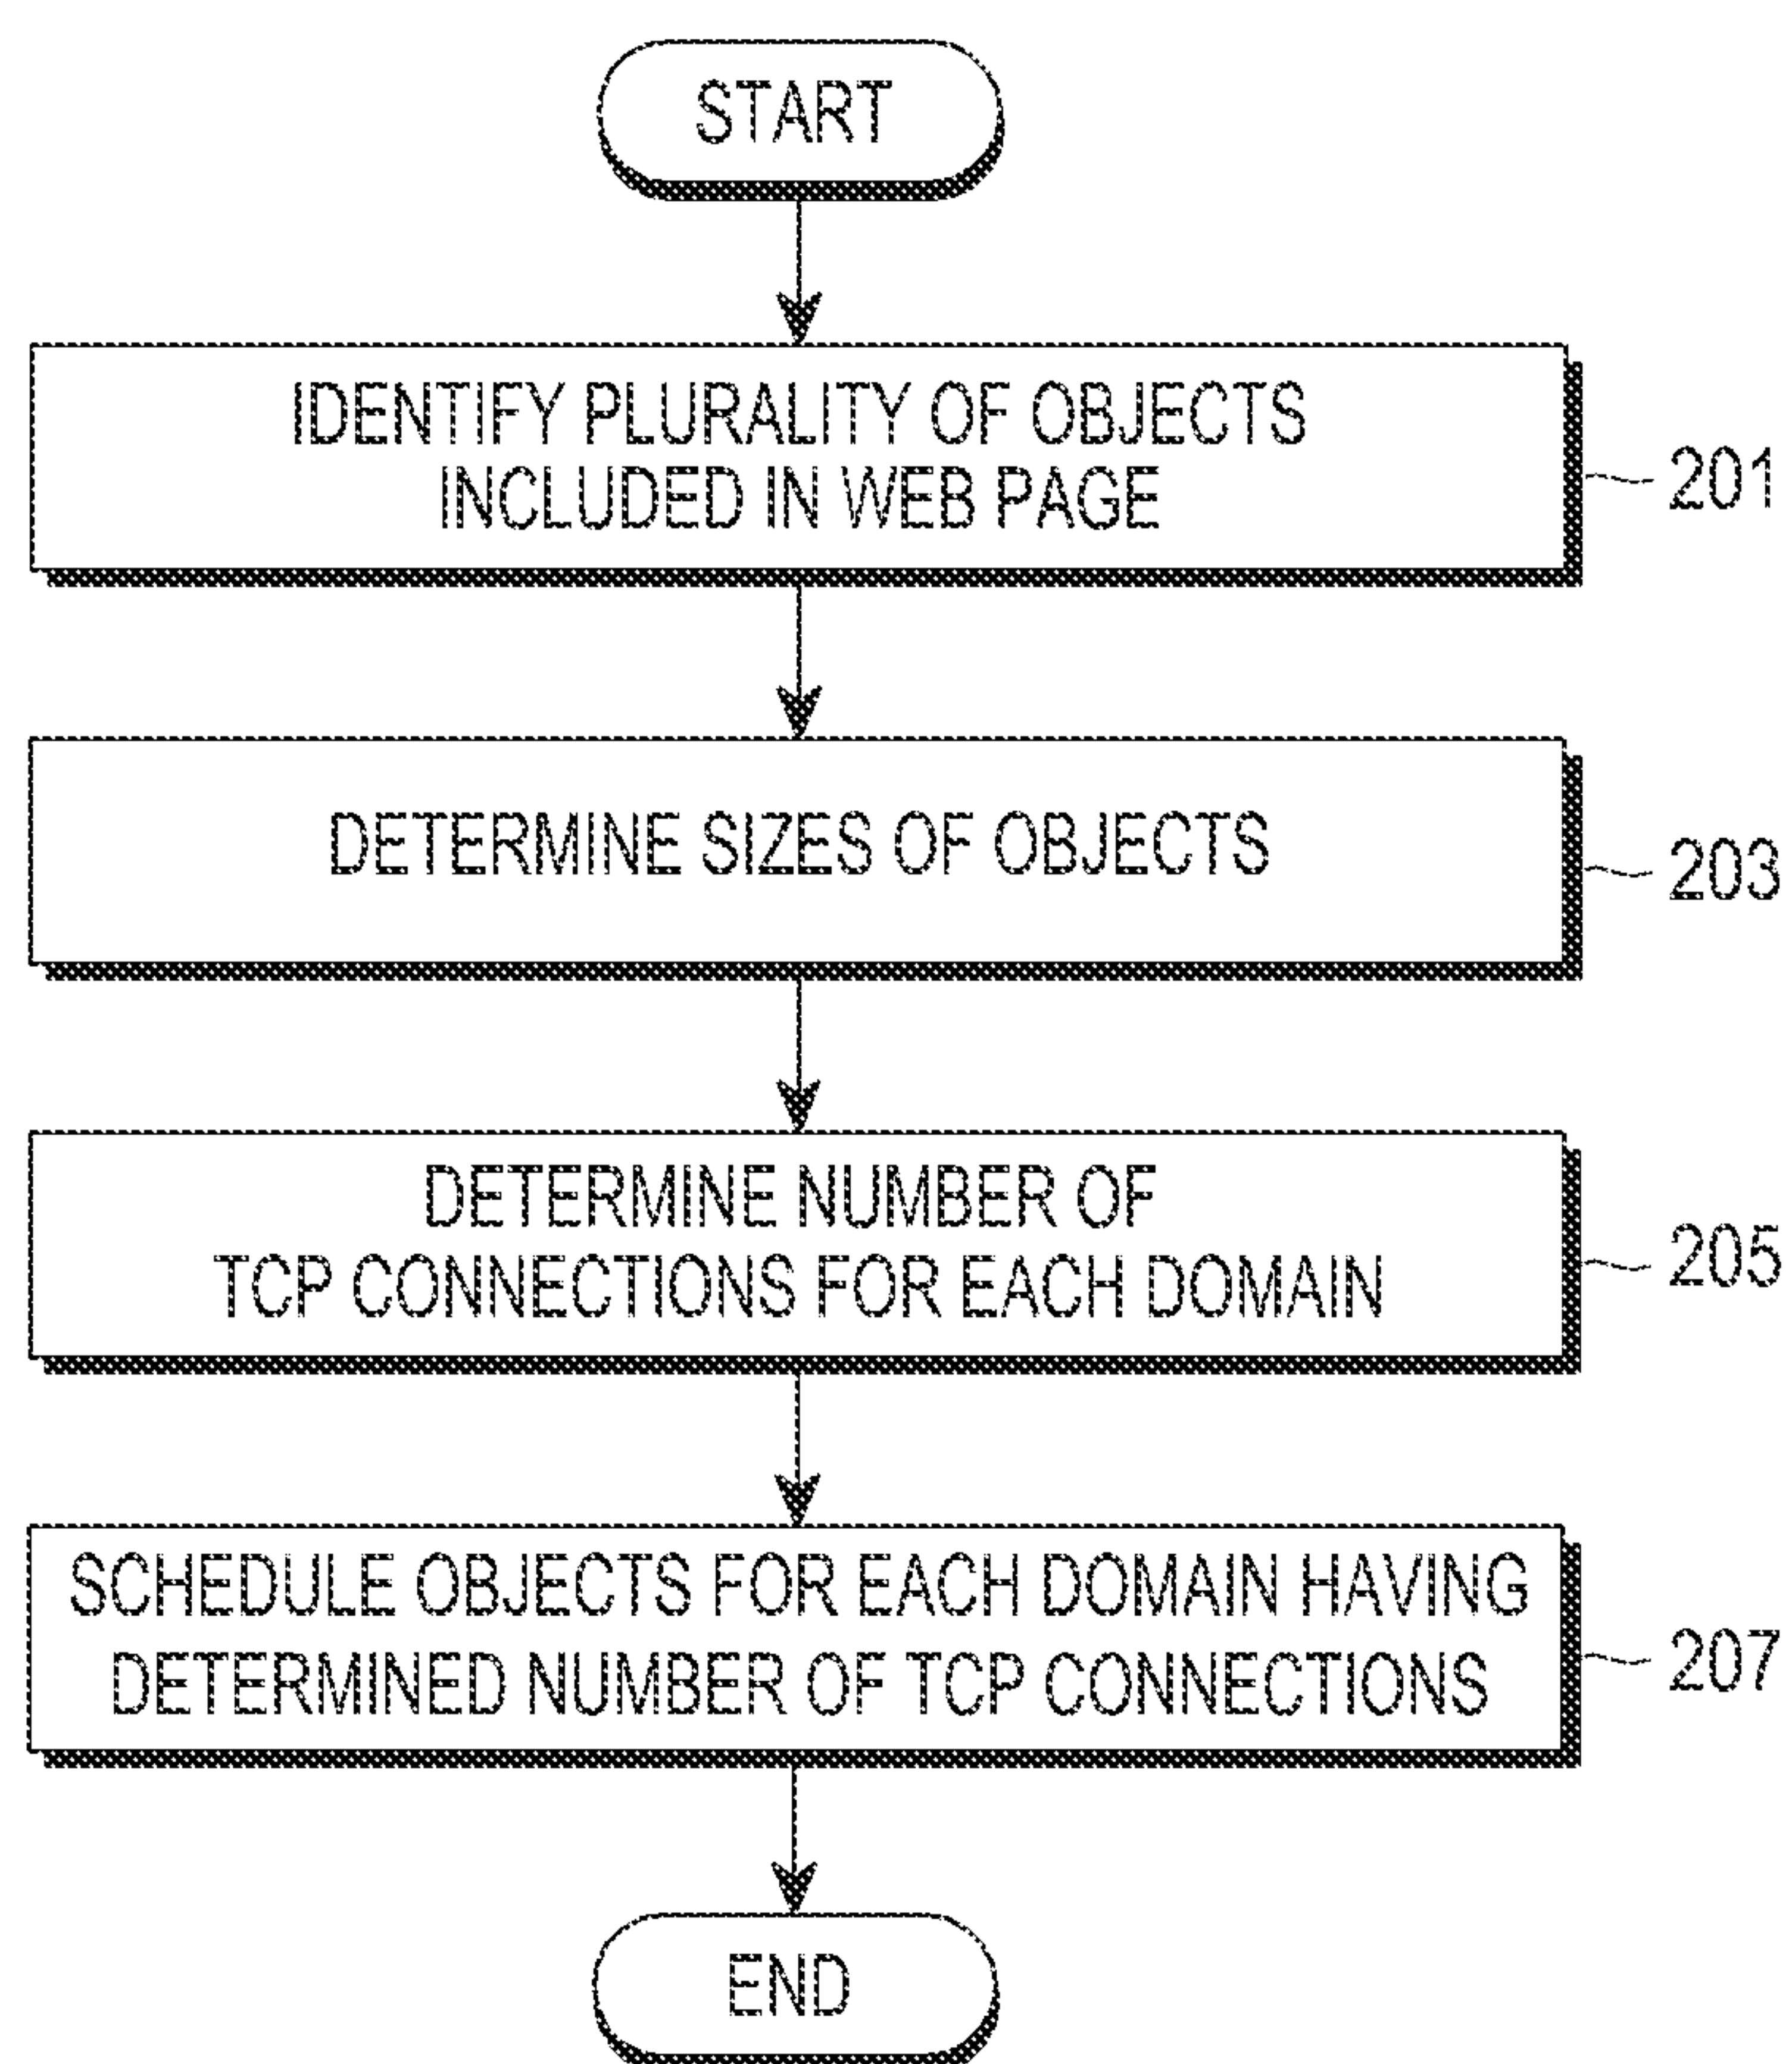 START
IDENTIFY PLURALITY OF OBJECTS
INCLUDED IN WEB PAGE
201
DETERMINE SIZES OF OBJECTS
203
DETERMINE NUMBER OF
TCP CONNECTIONS FOR EACH DOMAIN
205
SCHEDULE OBJECTS FOR EACH DOMAIN HAVING
DETERMINED NUMBER OF TCP CONNECTIONS
207
END